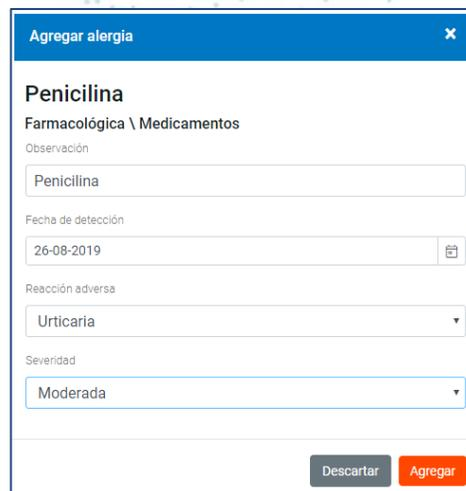 Agregar alergia ×
Penicilina
Farmacológica \ Medicamentos
Observación
Penicilina
Fecha de detección
26-08-2019
Reacción adversa
Urticaria
Severidad
Moderada
Descartar Agregar